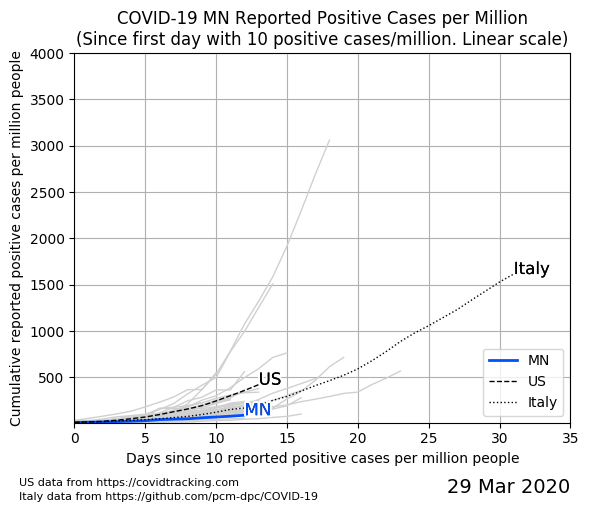 COVID-19 MN Reported Positive Cases per Million
(Since first day with 10 positive cases/million. Linear scale)
Cumulative reported positive cases per million people
4000
3500
3000
2500
2000
1500
1000
500
Italy
US
MN
MN
US
Italy
0 5 10 15 20 25 30 35
Days since 10 reported positive cases per million people
US data from https://covidtracking.com
Italy data from https://github.com/pcm-dpc/COVID-19
29 Mar 2020